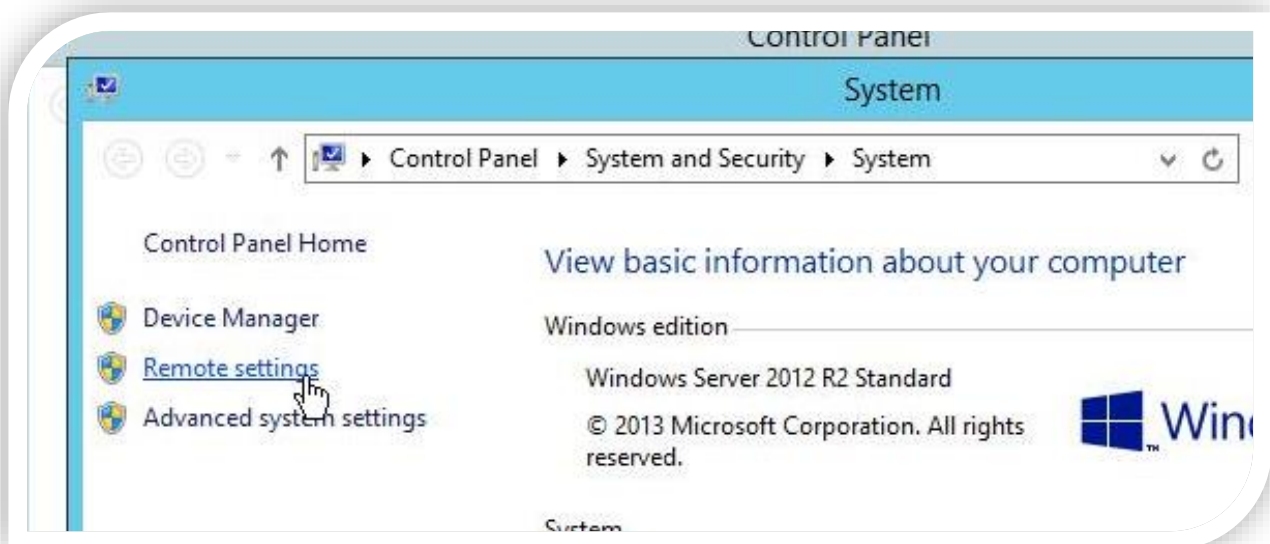 Control Panel
System
Control Panel System and Security System
Control Panel Home
View basic information about your computer
Device Manager
Windows edition
Remote settings
Windows Server 2012 R2 Standard
Advanced system settings
© 2013 Microsoft Corporation. All rights
reserved.
Win
TM
System